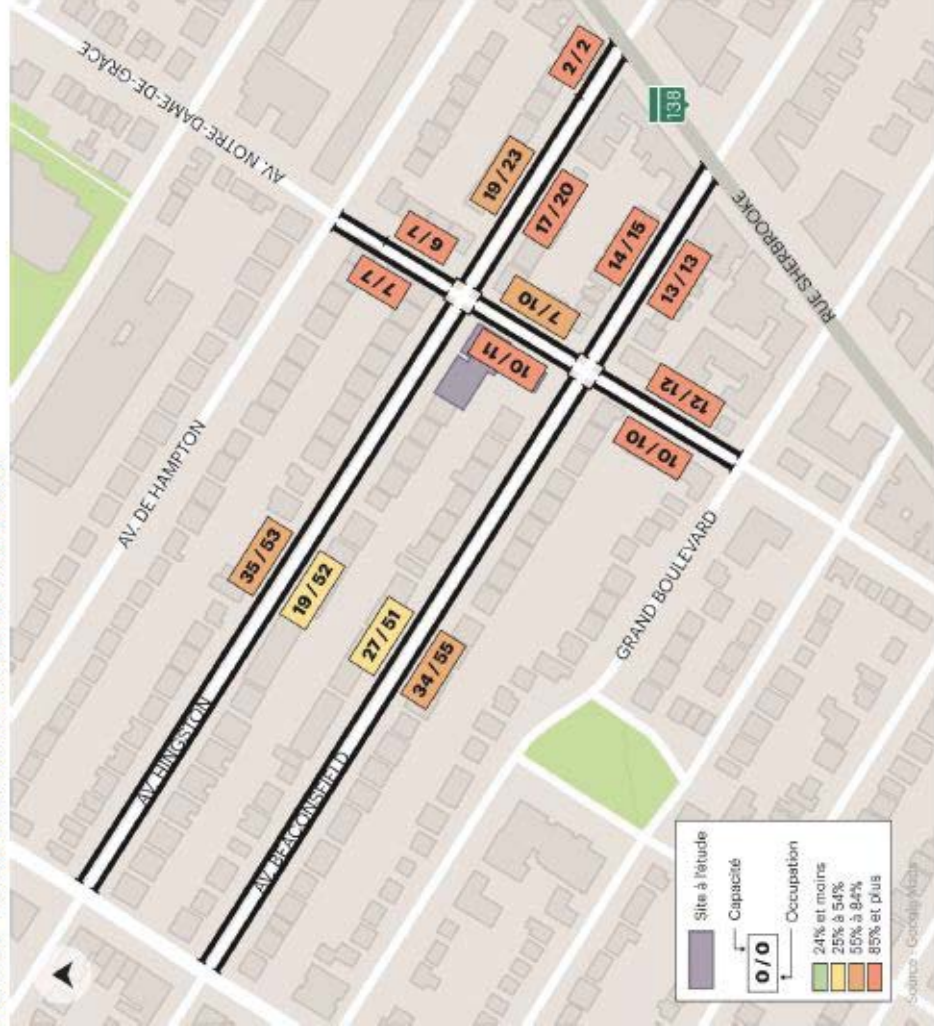 AV. NOTRE-DAME-DE-GRÂCE
2 / 2
138
19 / 23
17 / 20
6 / 7
7 / 7
14 / 15
13 / 13
RUE SHERBROOKE
7 / 10
10 / 11
12 / 12
10 / 10
AV. DE HAMPTON
35 / 53
19 / 52
27 / 51
34 / 55
GRAND BOULEVARD
AV. HINGSTON
AV. BEACONSFIELD
Site à l'étude
Capacité
0 / 0
Occupation
24% et moins
25% à 54%
55% à 84%
85% et plus
Source : Google Maps